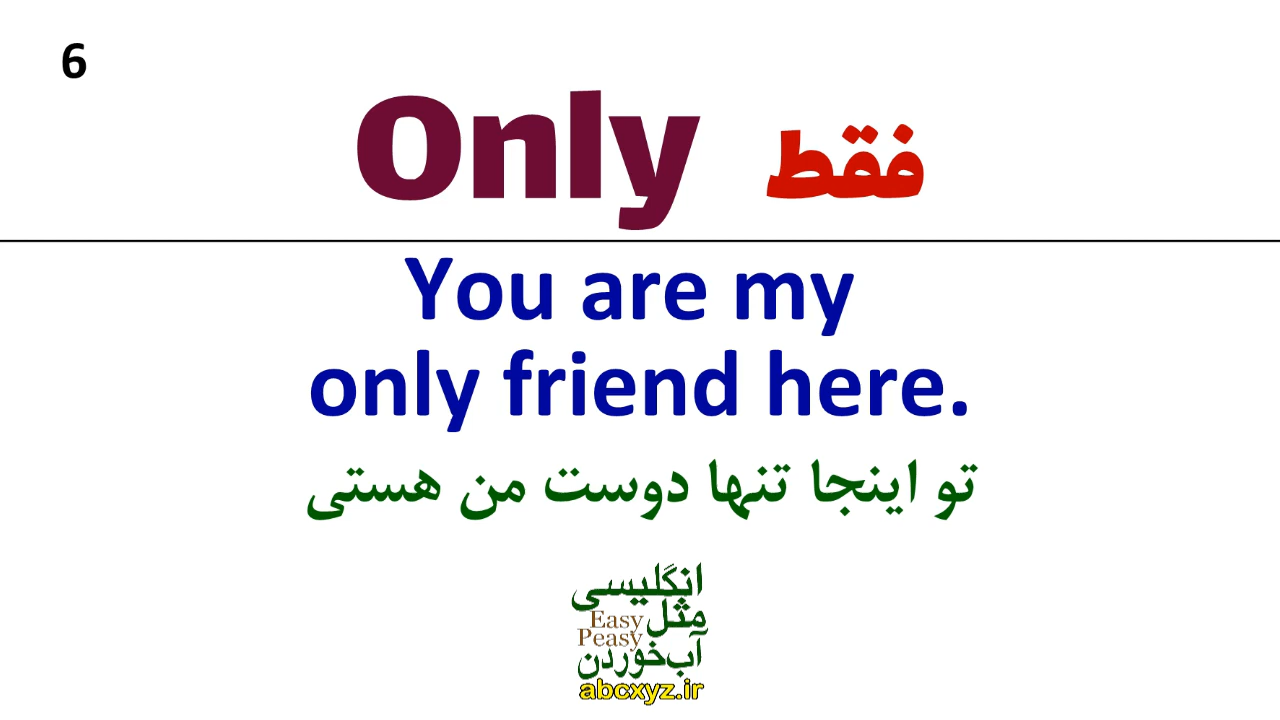 6
Only فقط
You are my
only friend here.
تو اینجا تنها دوست من هستی
انگلیسی
مثل Easy
Peasy
آب‌خوردن
abcxyz.ir